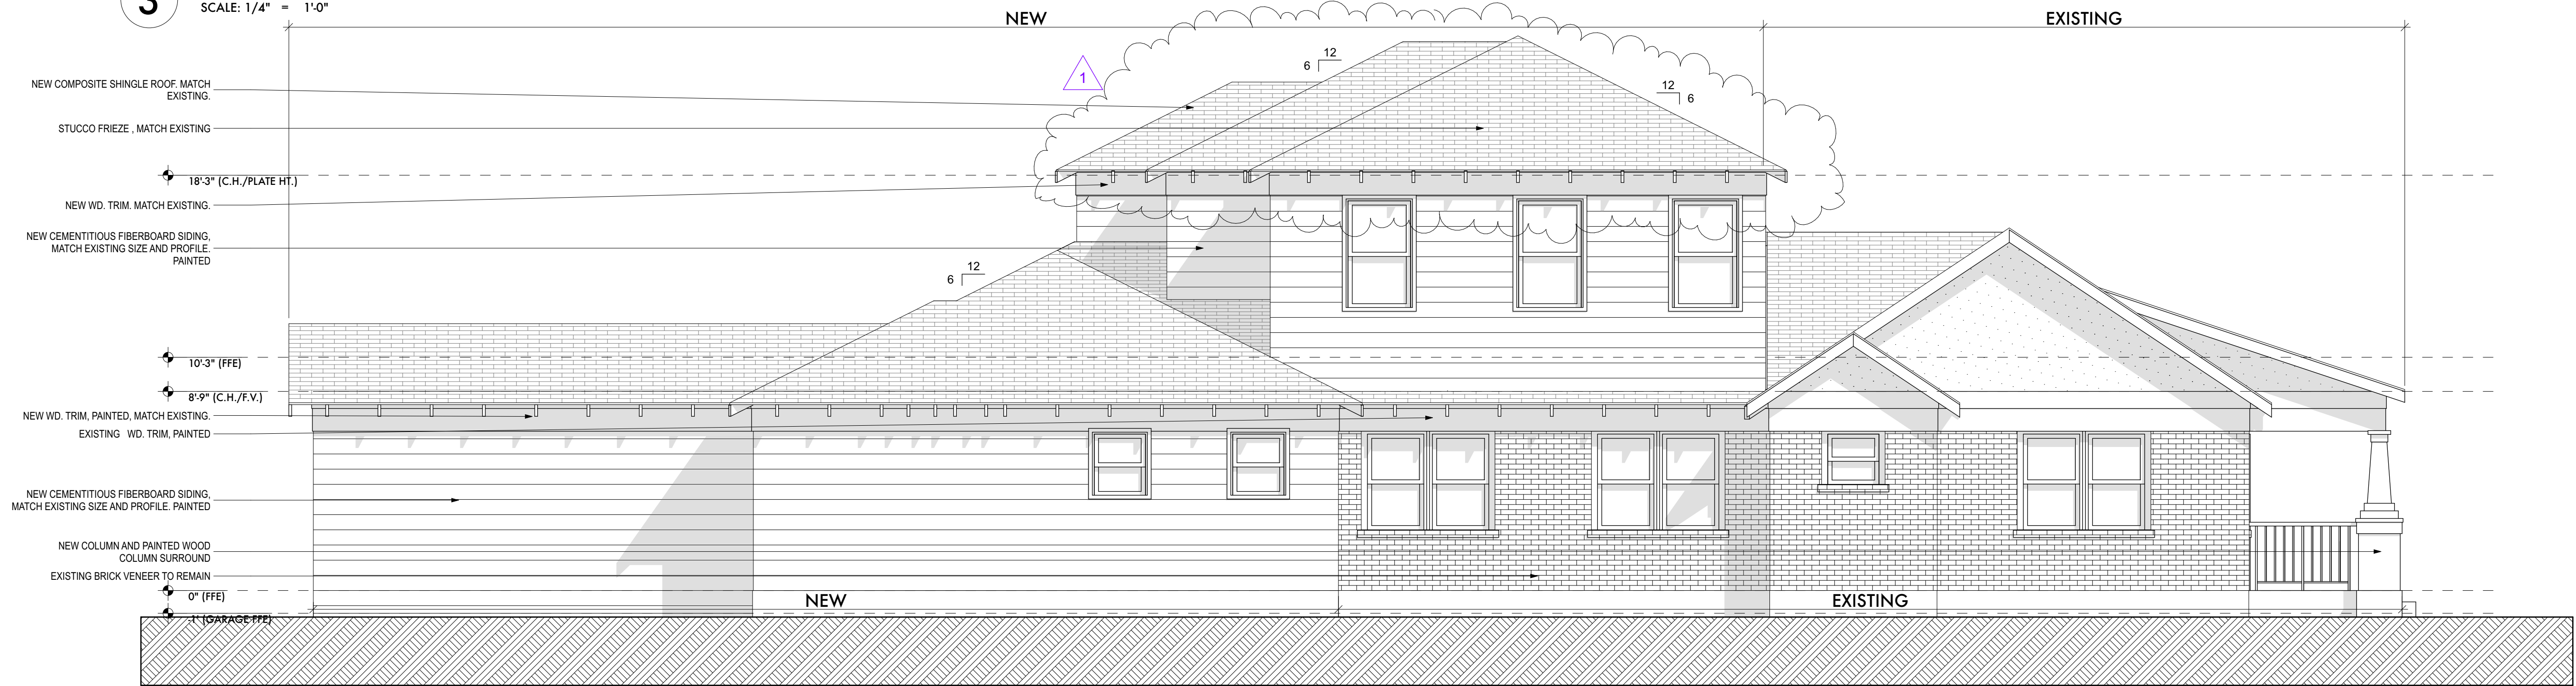 3
SCALE: 1/4" = 1'-0"
NEW
EXISTING
12
6
1
12
6
NEW COMPOSITE SHINGLE ROOF. MATCH
EXISTING.
STUCCO FRIEZE , MATCH EXISTING
18'-3" (C.H./PLATE HT.)
NEW WD. TRIM. MATCH EXISTING.
NEW CEMENTITIOUS FIBERBOARD SIDING,
MATCH EXISTING SIZE AND PROFILE.
PAINTED
12
6
10'-3" (FFE)
8'-9" (C.H./F.V.)
NEW WD. TRIM, PAINTED, MATCH EXISTING.
EXISTING WD. TRIM, PAINTED
NEW CEMENTITIOUS FIBERBOARD SIDING,
MATCH EXISTING SIZE AND PROFILE. PAINTED
NEW COLUMN AND PAINTED WOOD
COLUMN SURROUND
EXISTING BRICK VENEER TO REMAIN
0" (FFE)
NEW
EXISTING
-1' (GARAGE FFE)